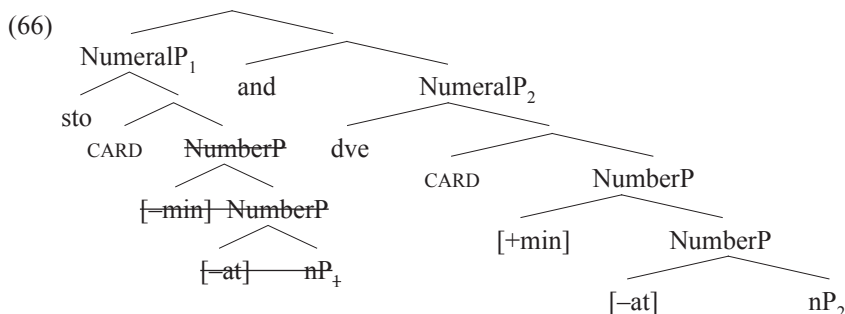 (66)
NumeralP₁
and
NumeralP₂
sto
CARD
NumberP
dve
CARD
NumberP
[–min] NumberP
[+min]
NumberP
[–at] nP₁
[–at]
nP₂